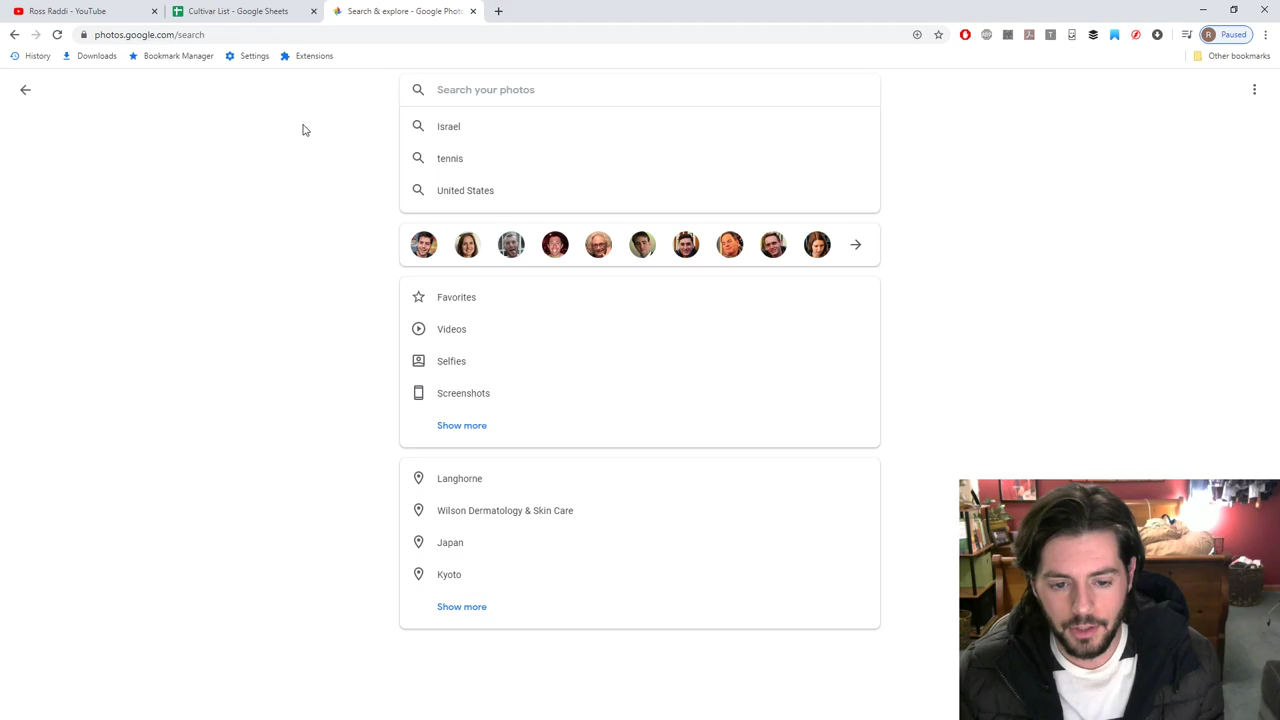 Ross Raddi - YouTube
Cultivar List - Google Sheets
Search & explore - Google Phot
photos.google.com/search
R Paused
History
Downloads
Bookmark Manager
Settings
Extensions
Other bookmarks
Search your photos
Israel
tennis
United States
Favorites
Videos
Selfies
Screenshots
Show more
Langhorne
Wilson Dermatology & Skin Care
Japan
Kyoto
Show more